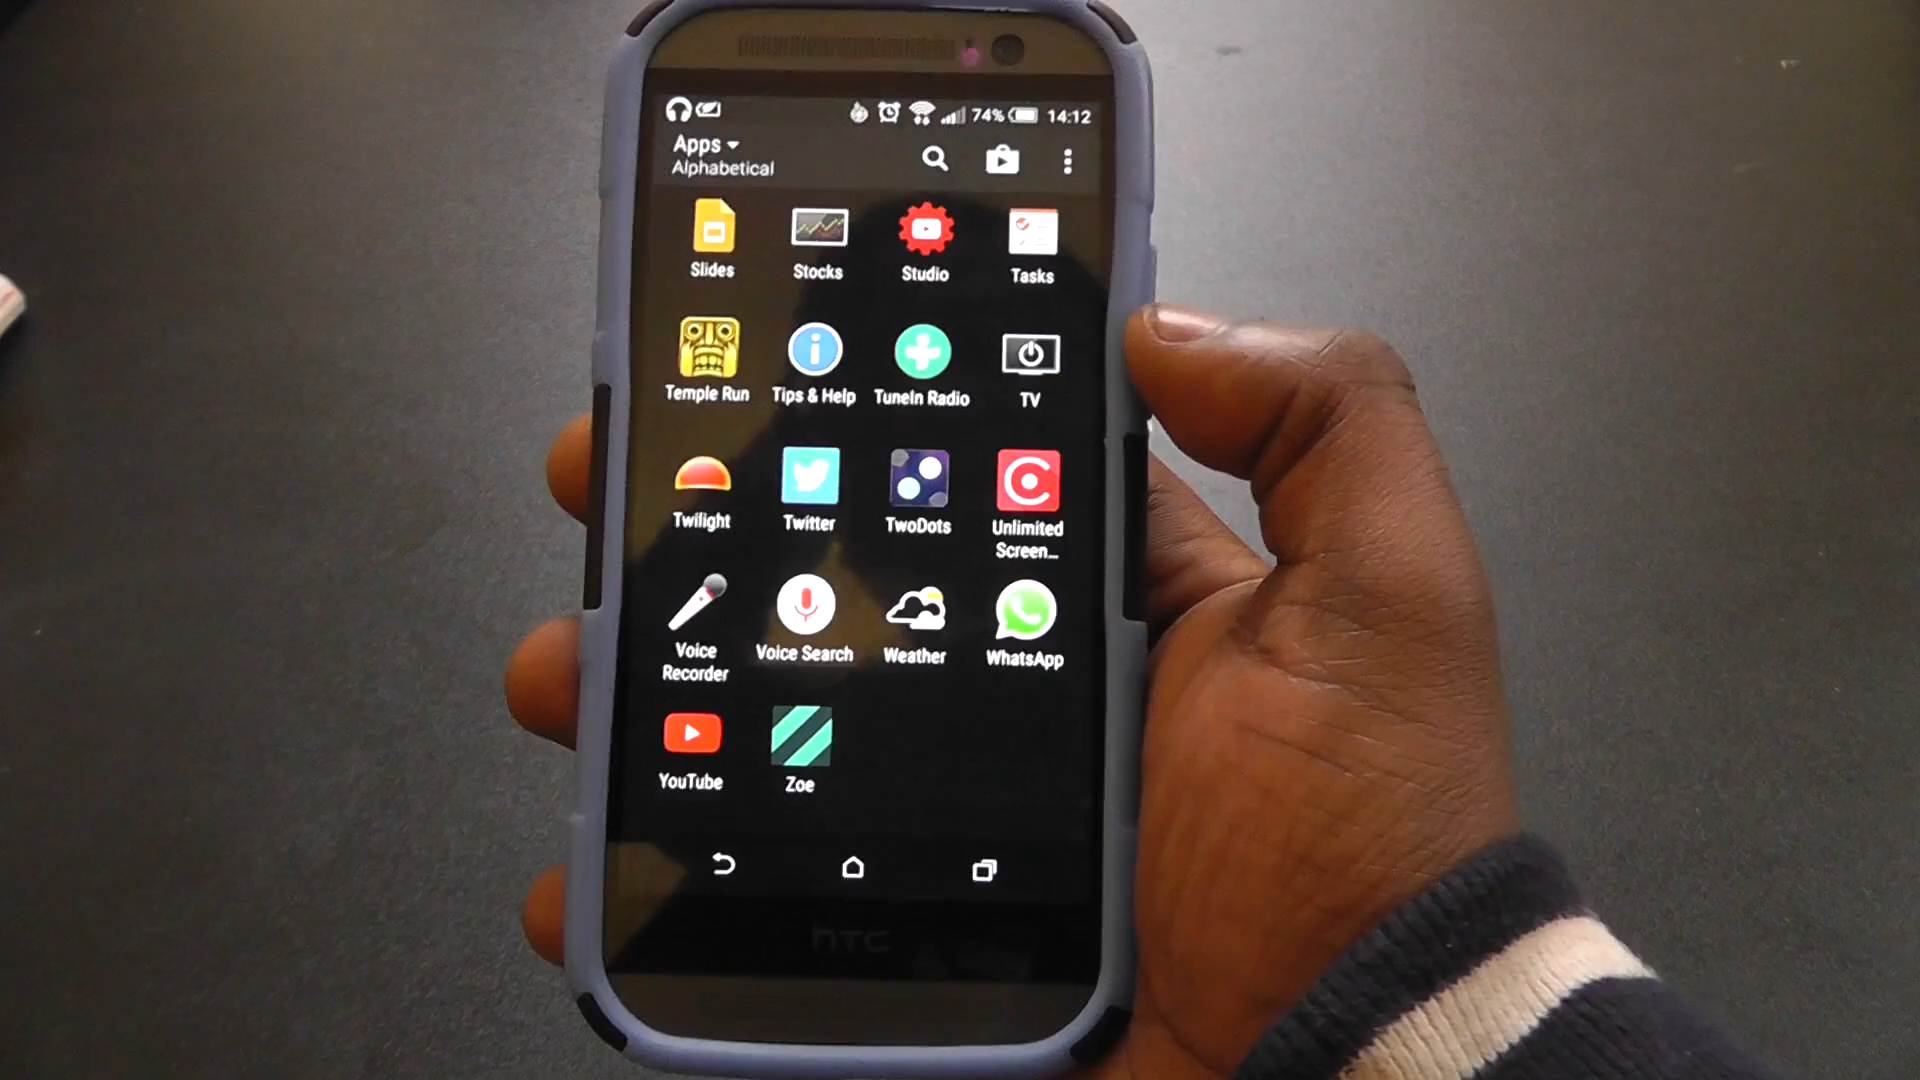 74% 14:12
Apps
Alphabetical
Slides Stocks Studio Tasks
Temple Run Tips & Help TuneIn Radio TV
Twilight Twitter TwoDots Unlimited
Screen...
Voice Voice Search Weather WhatsApp
Recorder
YouTube Zoe
hTC